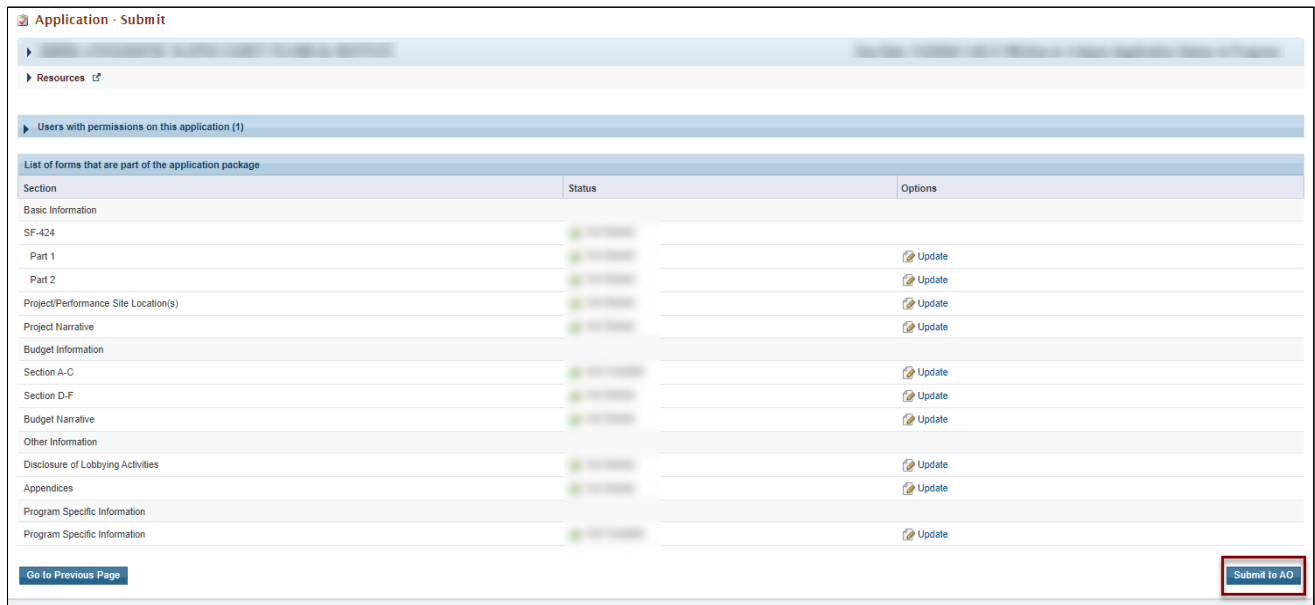 Application - Submit
Resources
Users with permissions on this application (1)
List of forms that are part of the application package
Section Status Options
Basic Information
SF-424
Part 1 Update
Part 2 Update
Project/Performance Site Location(s) Update
Project Narrative Update
Budget Information
Section A-C Update
Section D-F Update
Budget Narrative Update
Other Information
Disclosure of Lobbying Activities Update
Appendices Update
Program Specific Information
Program Specific Information Update
Go to Previous Page Submit to AO